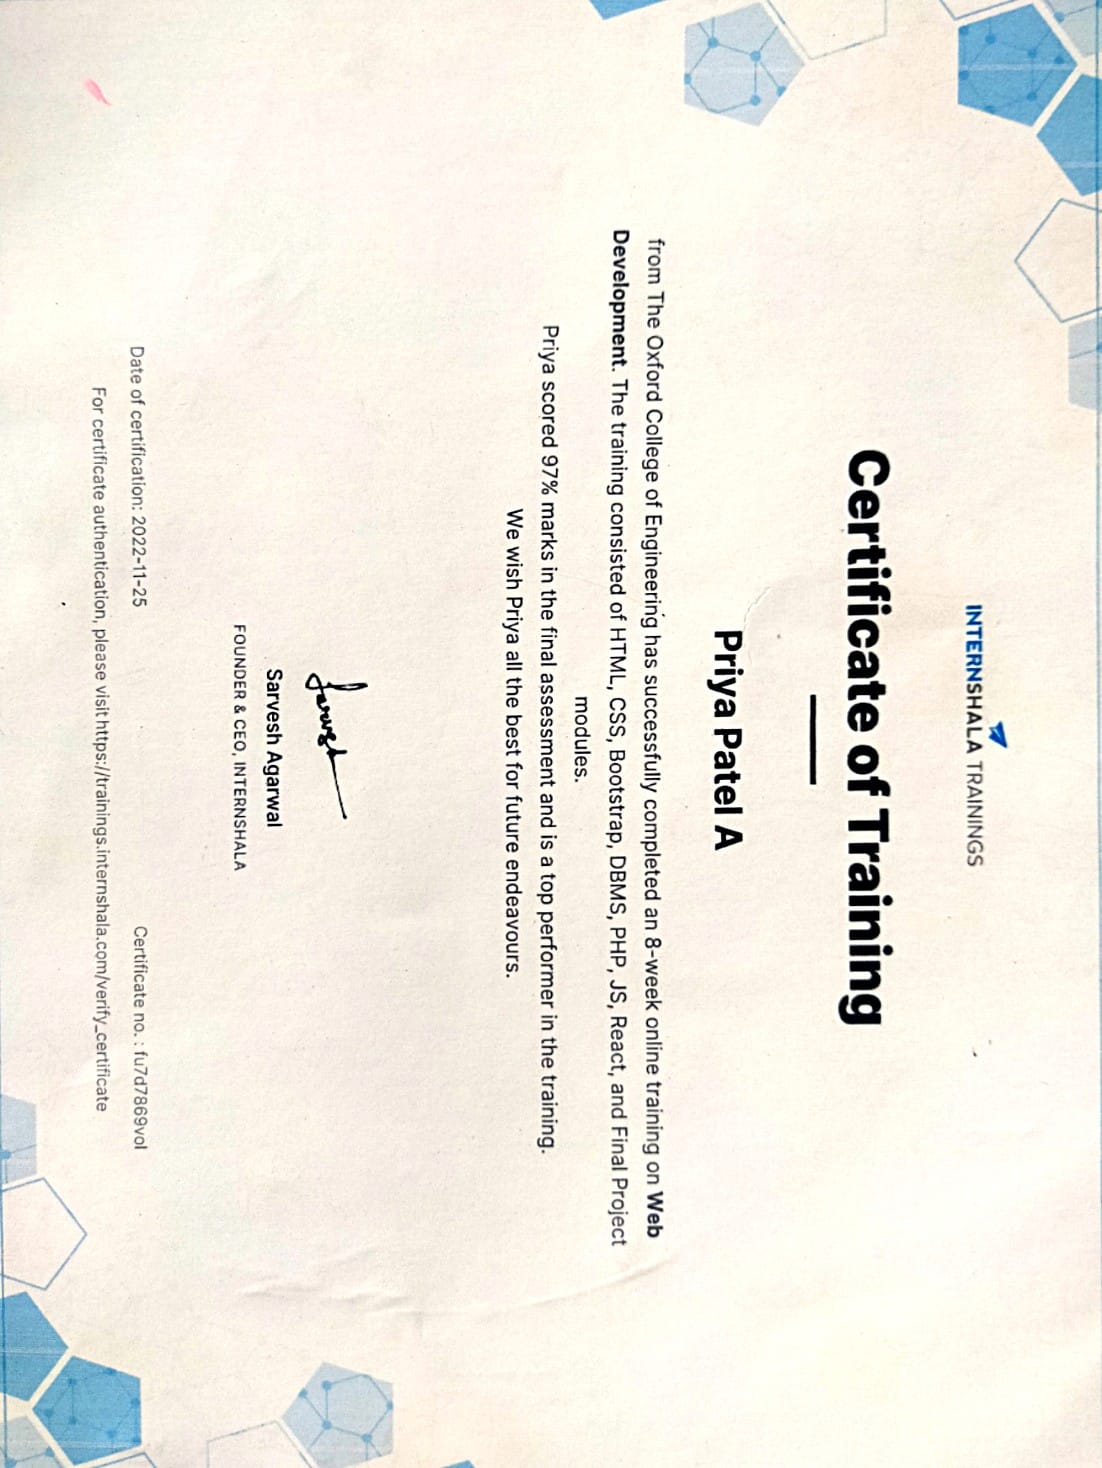 INTERNSHALA TRAININGS
Certificate of Training
Priya Patel A
from The Oxford College of Engineering has successfully completed an 8-week online training on Web
Development. The training consisted of HTML, CSS, Bootstrap, DBMS, PHP, JS, React, and Final Project
modules.
Priya scored 97% marks in the final assessment and is a top performer in the training.
We wish Priya all the best for future endeavours.
Sarvesh
Sarvesh Agarwal
FOUNDER & CEO, INTERNSHALA
Date of certification: 2022-11-25
Certificate no. : fu7d7869vol
For certificate authentication, please visit https://trainings.internshala.com/verify_certificate